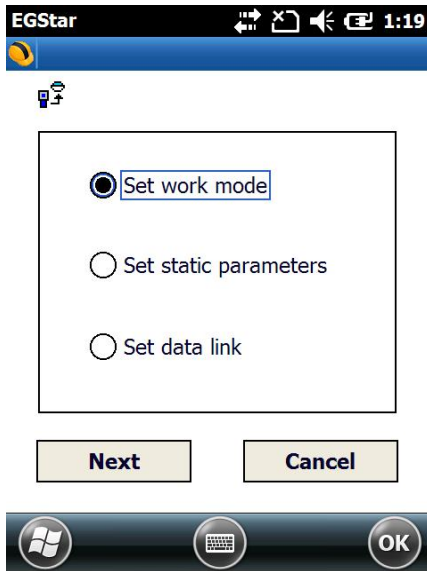 EGStar 1:19
Set work mode
Set static parameters
Set data link
Next Cancel
OK